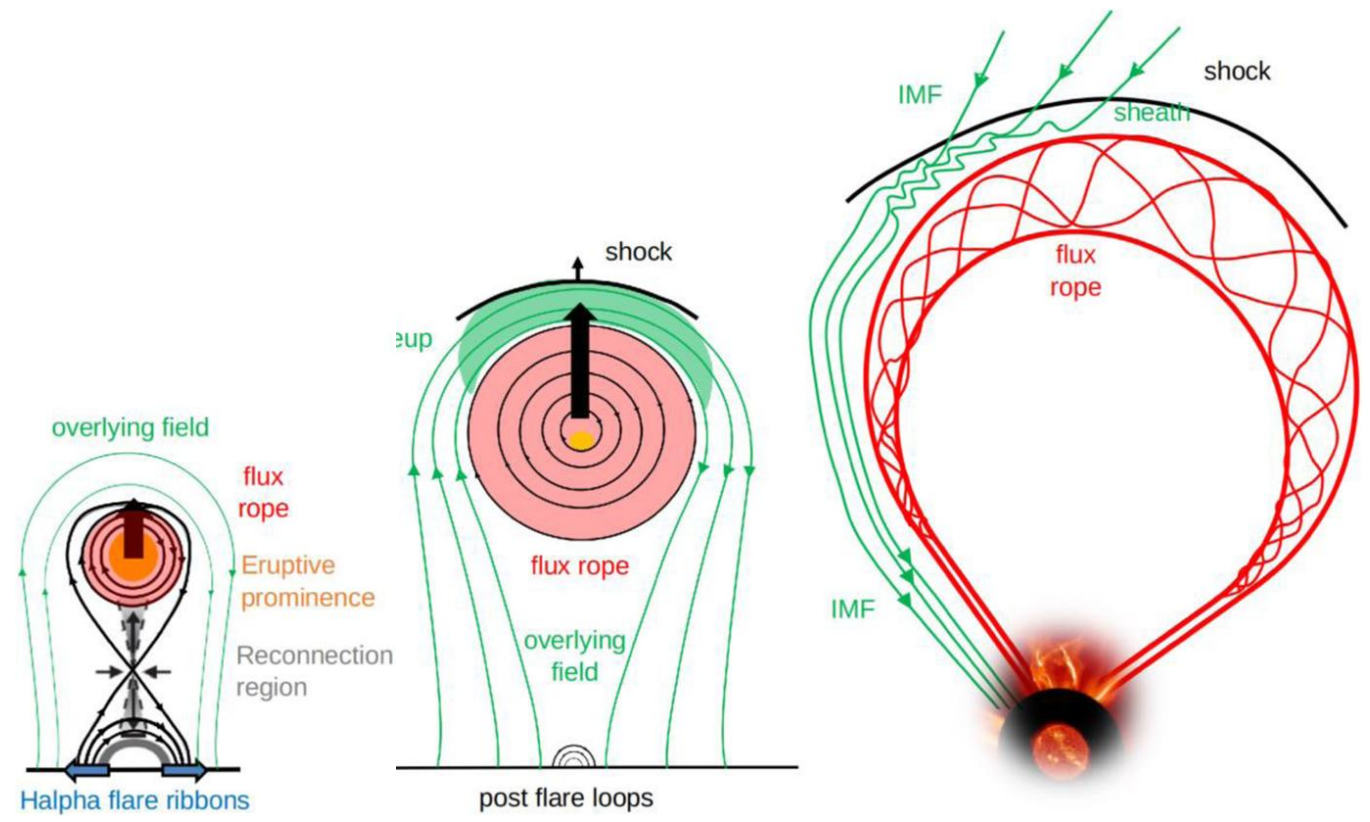 overlying field
flux
rope
Eruptive
prominence
Reconnection
region
Halpha flare ribbons
shock
eup
flux rope
overlying
field
post flare loops
IMF
shock
sheath
flux
rope
IMF